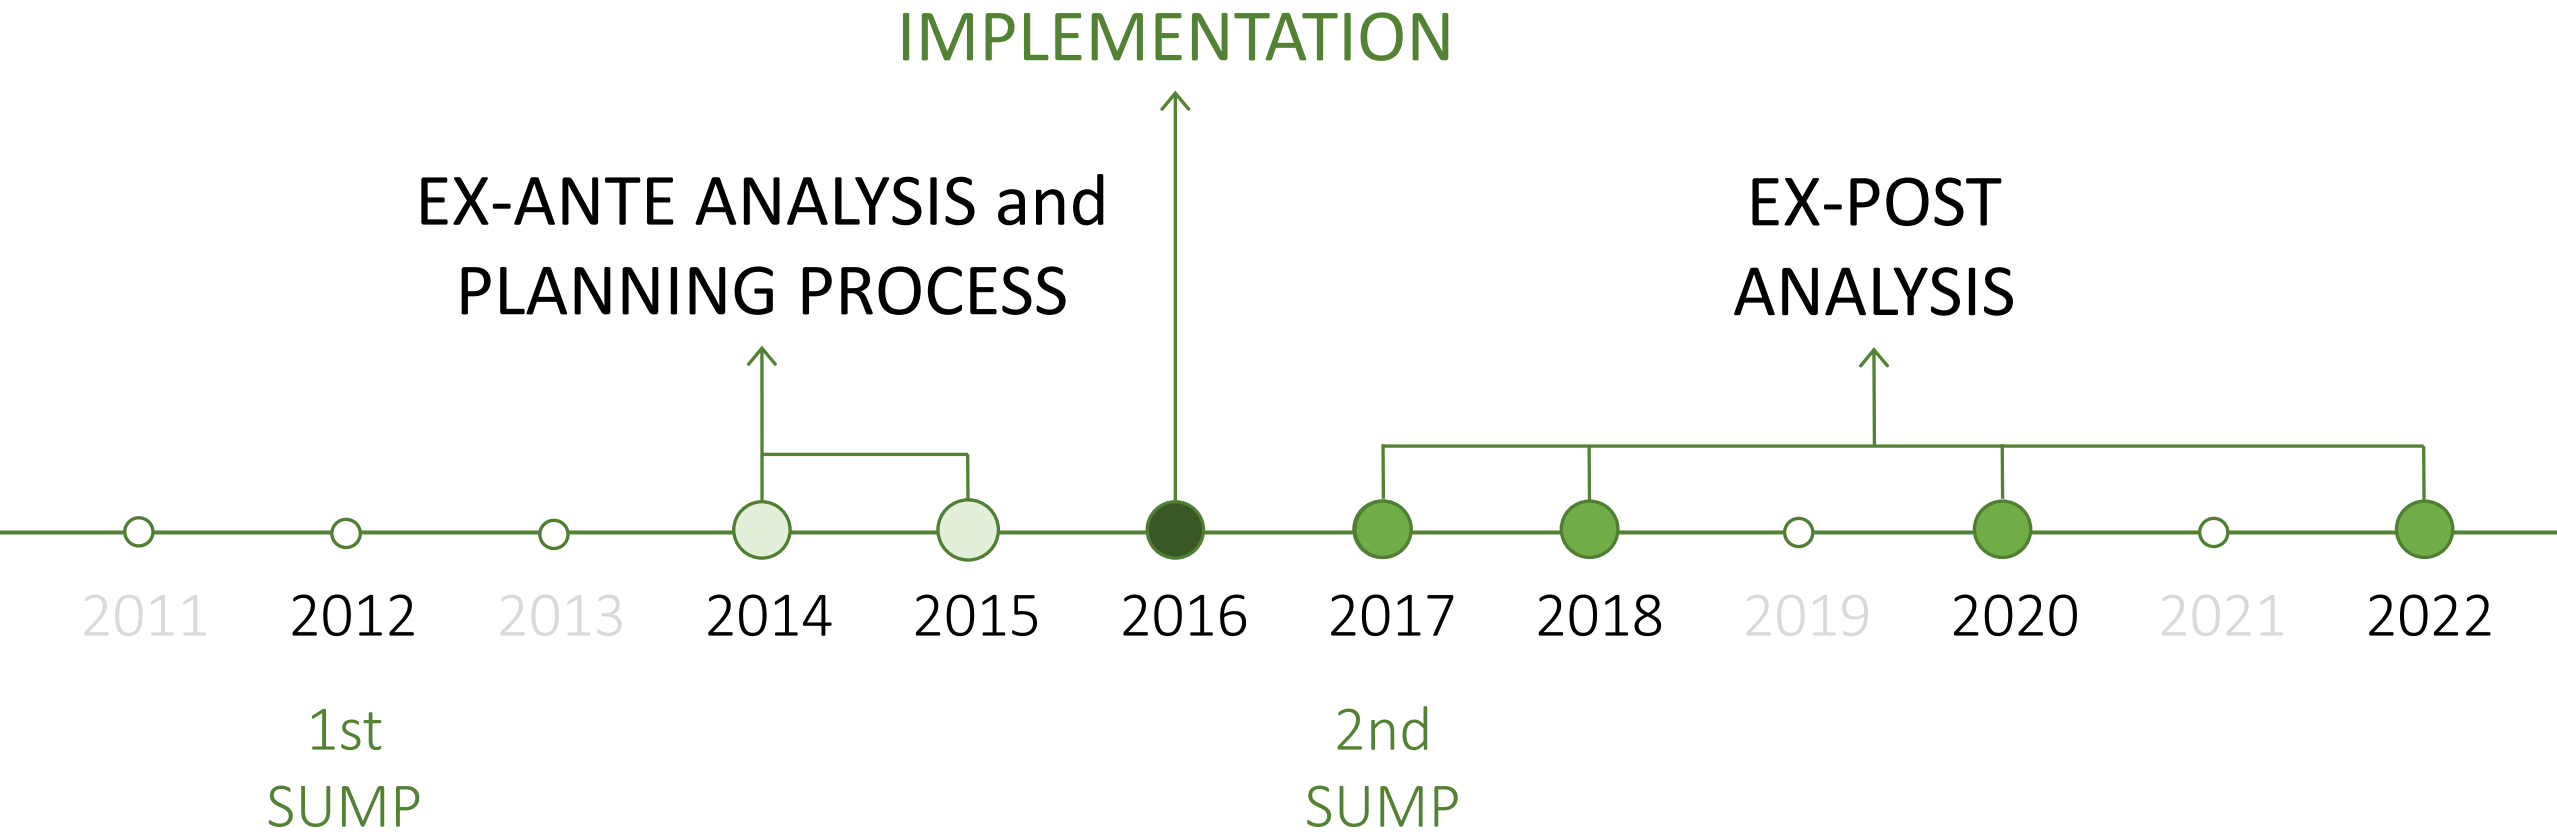 IMPLEMENTATION
EX-ANTE ANALYSIS and
PLANNING PROCESS
EX-POST
ANALYSIS
2011 2012 2013 2014 2015 2016 2017 2018 2019 2020 2021 2022
1st
SUMP
2nd
SUMP